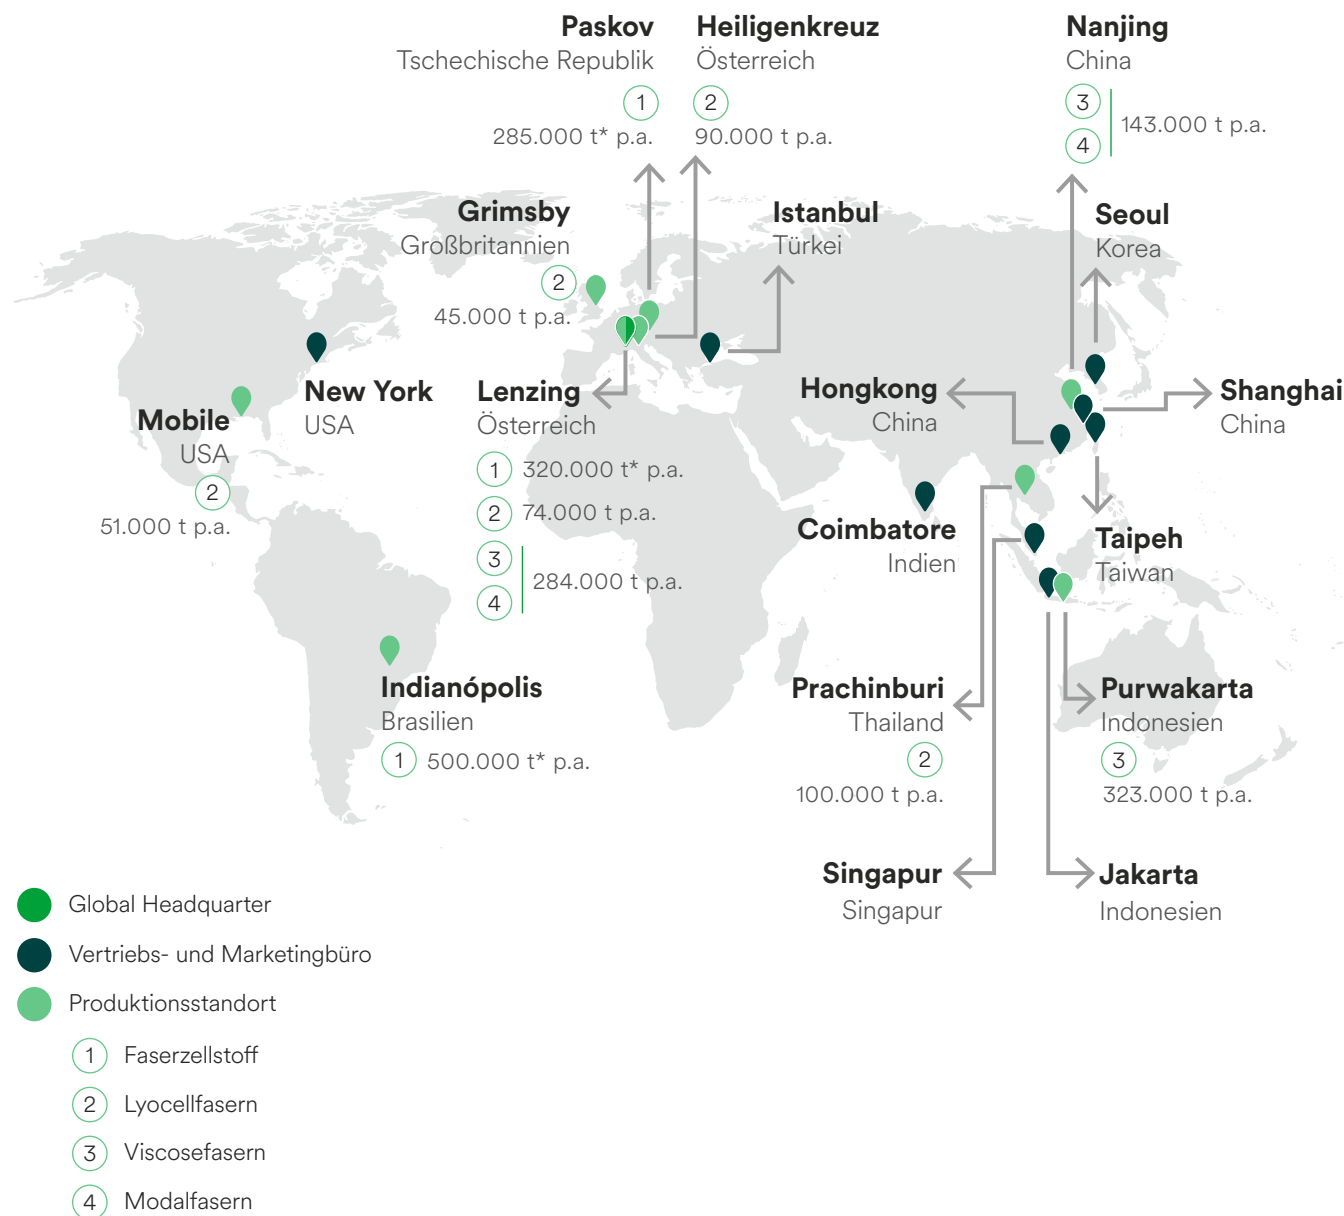 Paskov
Tschechische Republik
1
285.000 t* p.a.
Heiligenkreuz
Österreich
2
90.000 t p.a.
Nanjing
China
3
4
143.000 t p.a.
Grimsby
Großbritannien
2
45.000 t p.a.
Istanbul
Türkei
Seoul
Korea
New York
USA
Mobile
USA
2
51.000 t p.a.
Lenzing
Österreich
1 320.000 t* p.a.
2 74.000 t p.a.
3
4
284.000 t p.a.
Hongkong
China
Shanghai
China
Coimbatore
Indien
Taipeh
Taiwan
Indianópolis
Brasilien
1 500.000 t* p.a.
Prachinburi
Thailand
2
100.000 t p.a.
Purwakarta
Indonesien
3
323.000 t p.a.
Singapur
Singapur
Jakarta
Indonesien
Global Headquarter
Vertriebs- und Marketingbüro
Produktionsstandort
1 Faserzellstoff
2 Lyocellfasern
3 Viscosefasern
4 Modalfasern